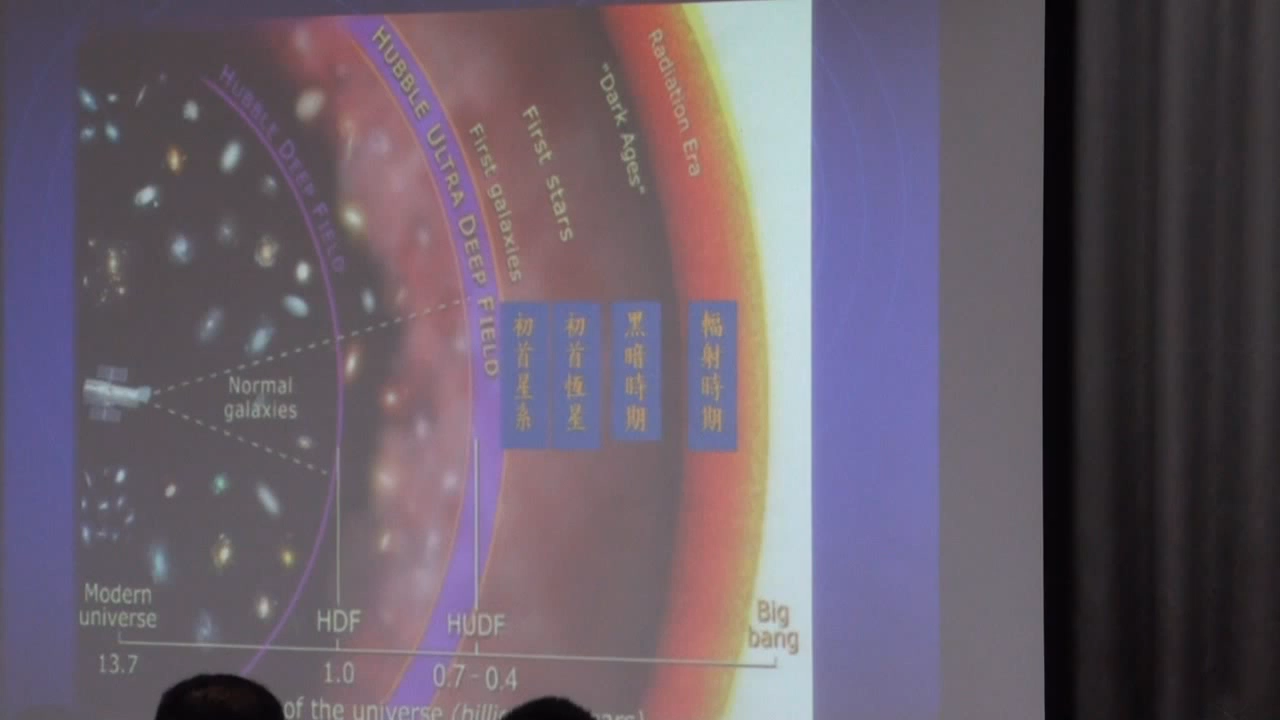 HUBBLE DEEP FIELD
HUBBLE ULTRA DEEP FIELD
First galaxies
First stars
"Dark Ages"
Radiation Era
初首星系
初首恆星
黑暗時期
輻射時期
Normal
galaxies
Modern
universe
HDF
HUDF
Big
bang
13.7
1.0
0.7 - 0.4
of the universe